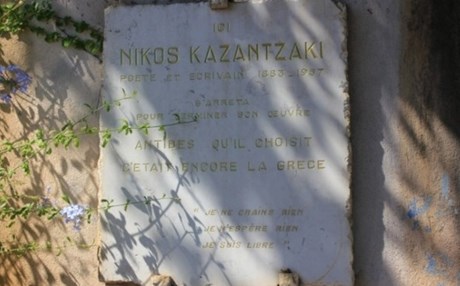 ICI
NIKOS KAZANTZAKI
POETE ET ECRIVAIN 1883-1957
S'ARRETA
POUR TERMINER SON ŒUVRE
ANTIBES QU'IL CHOISIT
C'ETAIT ENCORE LA GRECE
"JE NE CRAINS RIEN
JE N'ESPERE RIEN
JE SUIS LIBRE"